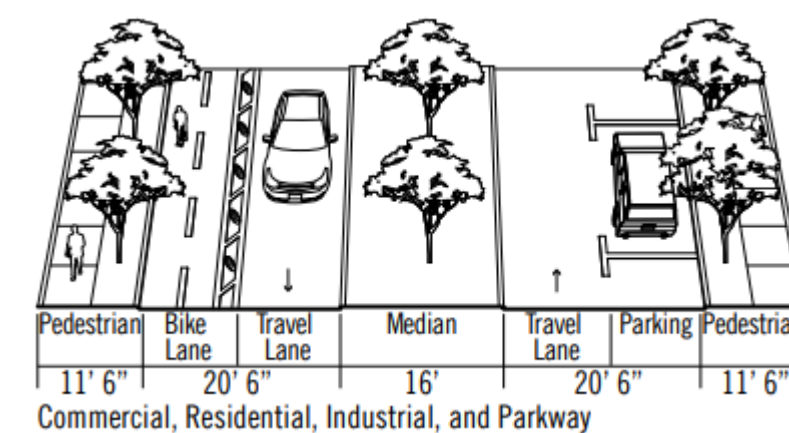 Pedestrian Bike Lane Travel Lane Median Travel Lane Parking Pedestria
11' 6” 20' 6” 16' 20' 6” 11' 6”
Commercial, Residential, Industrial, and Parkway